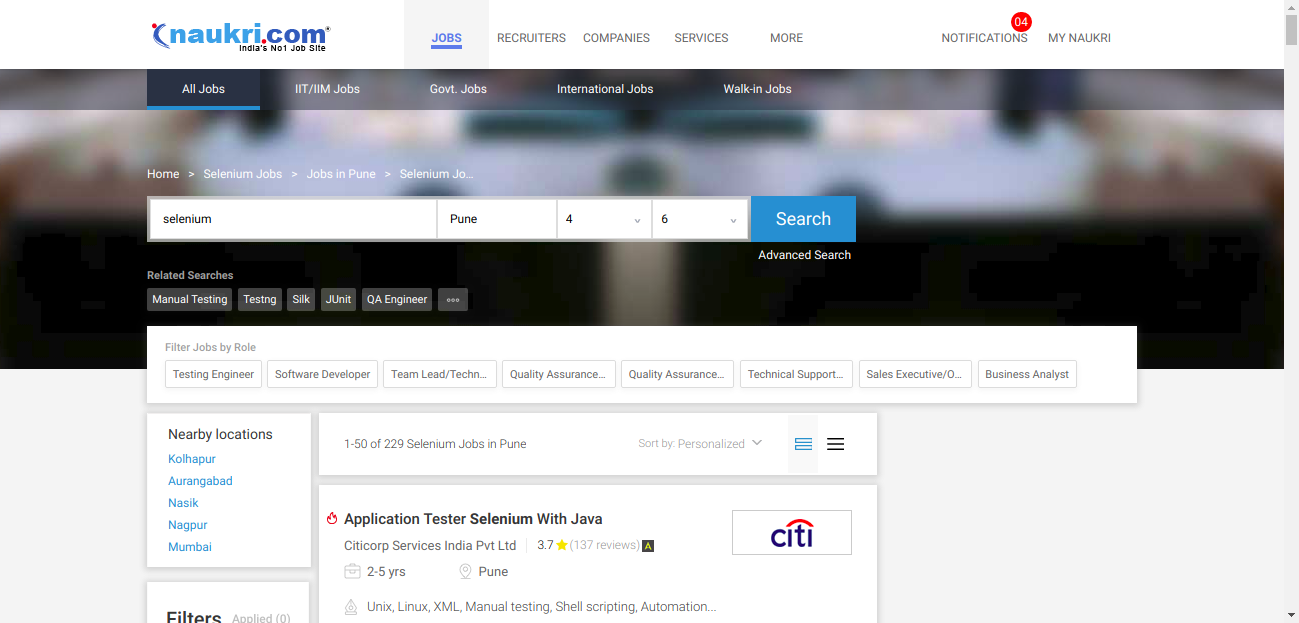 naukri.com
India's No1 Job Site
JOBS RECRUITERS COMPANIES SERVICES MORE NOTIFICATIONS 04 MY NAUKRI
All Jobs IIT/IIM Jobs Govt. Jobs International Jobs Walk-in Jobs
Home > Selenium Jobs > Jobs in Pune > Selenium Jo...
selenium Pune 4 6 Search
Advanced Search
Related Searches
Manual Testing Testng Silk JUnit QA Engineer
Filter Jobs by Role
Testing Engineer Software Developer Team Lead/Techn... Quality Assurance... Quality Assurance... Technical Support... Sales Executive/O... Business Analyst
Nearby locations
Kolhapur
Aurangabad
Nasik
Nagpur
Mumbai
Filters Applied (0)
1-50 of 229 Selenium Jobs in Pune Sort by: Personalized
Application Tester Selenium With Java
citi
Citicorp Services India Pvt Ltd 3.7 (137 reviews) A
2-5 yrs Pune
Unix, Linux, XML, Manual testing, Shell scripting, Automation...